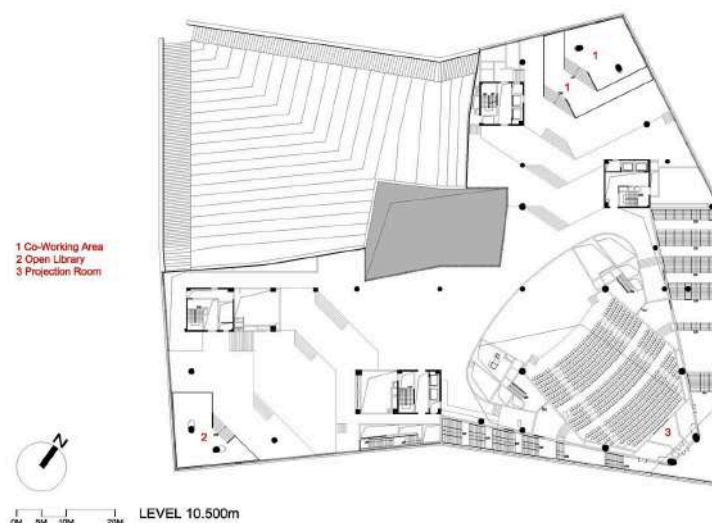 1
1
1 Co-Working Area
2 Open Library
3 Projection Room
2
3
N
LEVEL 10.500m
0M 5M 10M 20M